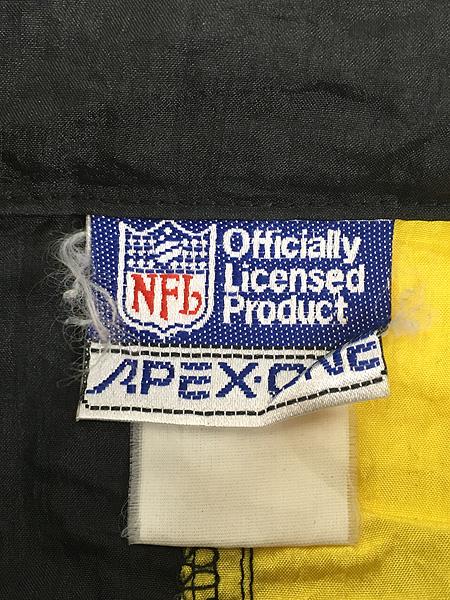 NFL
Officially
Licensed
Product
APEX·ONE